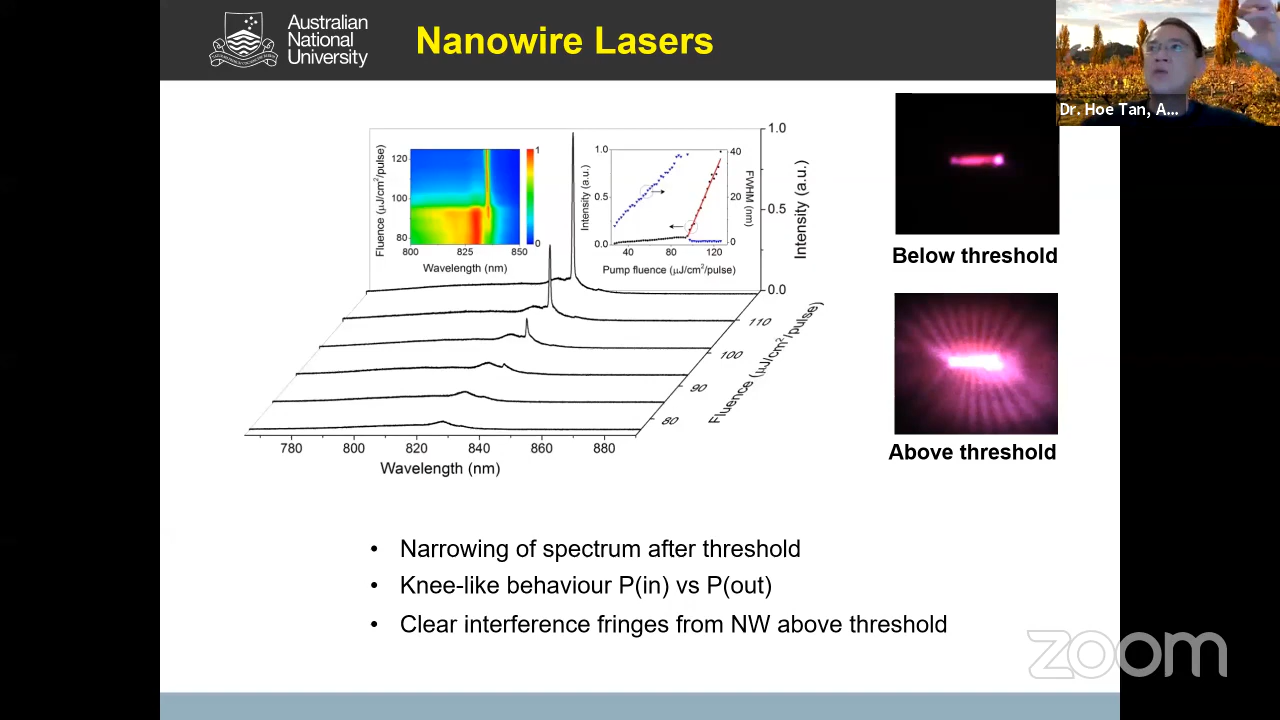 Australian
National
University
Nanowire Lasers
Dr. Hoe Tan, A...
1.0
0.5
0.0
Intensity (a.u.)
120
100
80
Fluence (μJ/cm²/pulse)
1
0
800
850
Wavelength (nm)
1.0
0.5
0.0
Intensity (a.u.)
40
20
0
FWHM (nm)
40
80
120
Pump fluence (μJ/cm²/pulse)
110
100
90
80
Fluence (μJ/cm²/pulse)
780
800
820
840
860
880
Wavelength (nm)
Below threshold
Above threshold
• Narrowing of spectrum after threshold
• Knee-like behaviour P(in) vs P(out)
• Clear interference fringes from NW above threshold
zoom